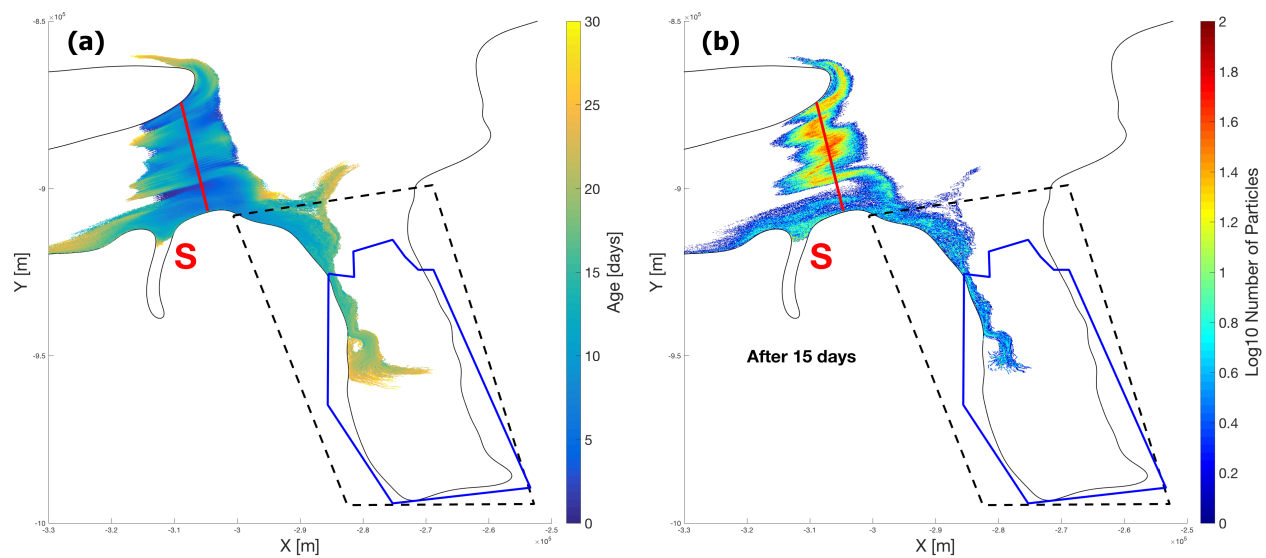 (a)
×10⁵
-8.5
-9
-9.5
-10
Y [m]
S
-3.3 -3.2 -3.1 -3 -2.9 -2.8 -2.7 -2.6 -2.5
×10⁵
X [m]
30
25
20
15
10
5
0
Age [days]
(b)
×10⁵
-8.5
-9
-9.5
-10
Y [m]
S
After 15 days
-3.3 -3.2 -3.1 -3 -2.9 -2.8 -2.7 -2.6 -2.5
×10⁵
X [m]
2
1.8
1.6
1.4
1.2
1
0.8
0.6
0.4
0.2
0
Log10 Number of Particles